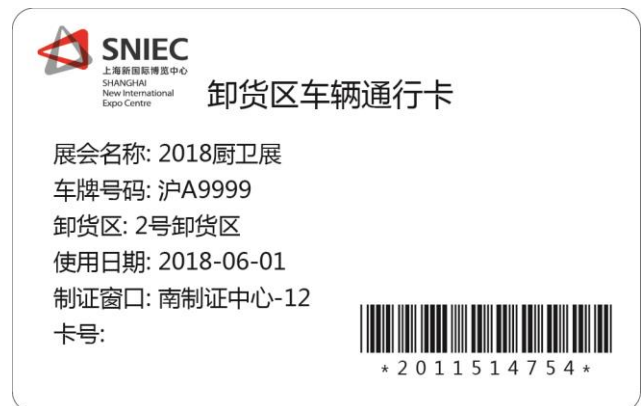 SNIEC
上海新国际博览中心
SHANGHAI
New International
Expo Centre
卸货区车辆通行卡
展会名称: 2018厨卫展
车牌号码: 沪A9999
卸货区: 2号卸货区
使用日期: 2018-06-01
制证窗口: 南制证中心-12
卡号:
*2011514754*